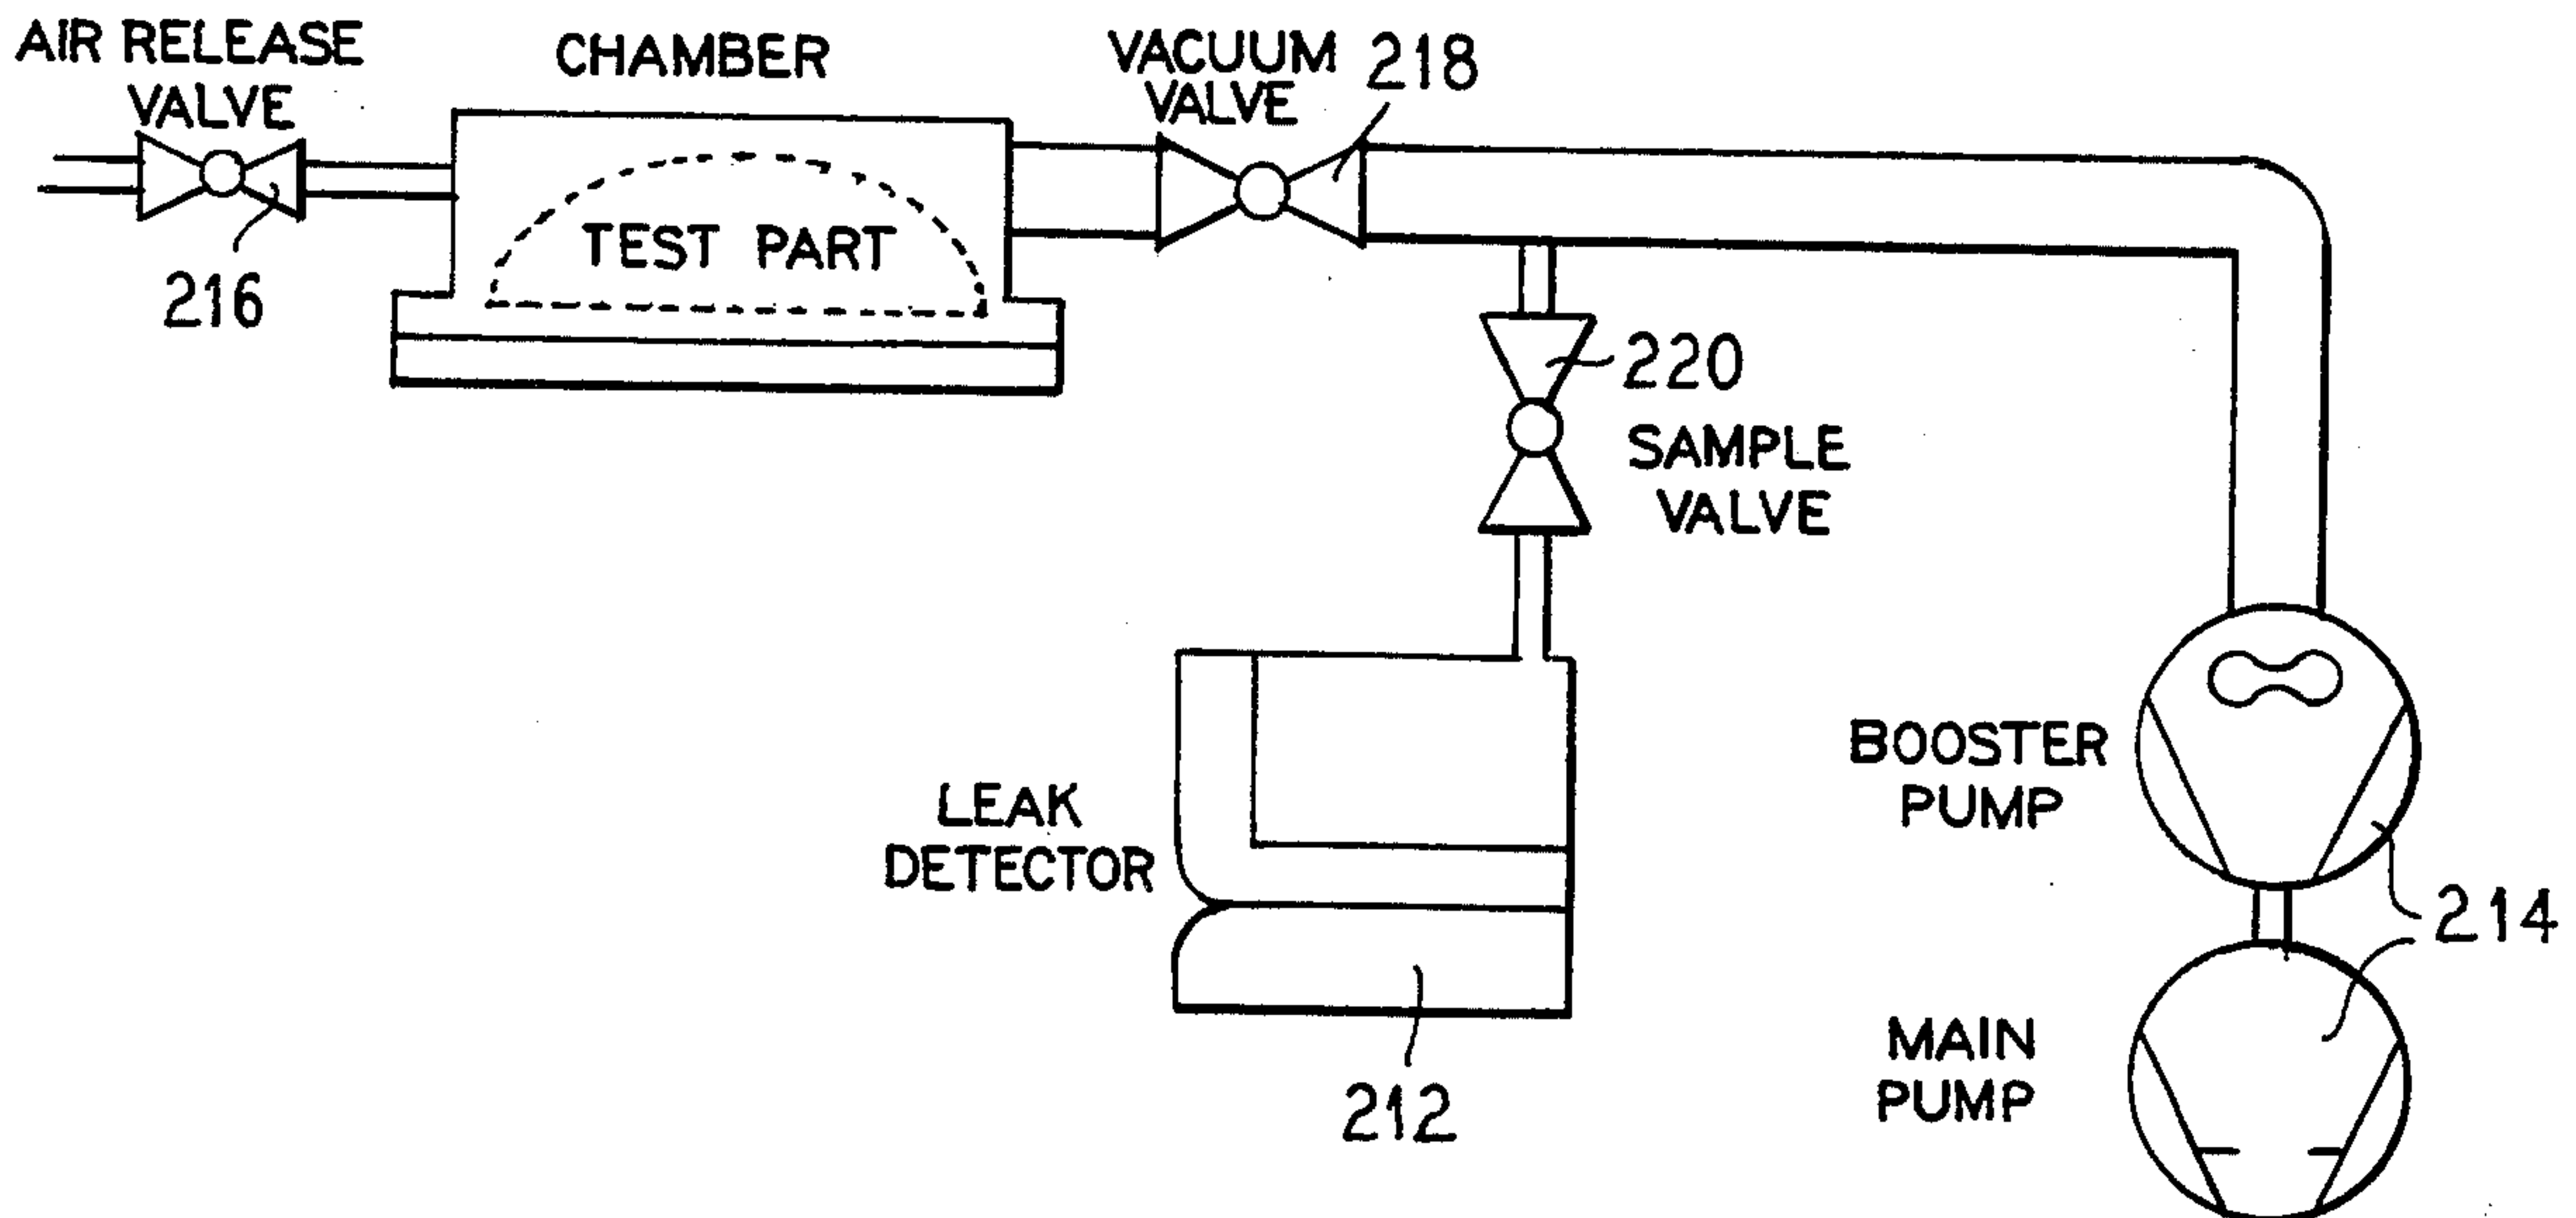 AIR RELEASE
VALVE
216
CHAMBER
TEST PART
VACUUM
VALVE
218
220
SAMPLE
VALVE
LEAK
DETECTOR
212
BOOSTER
PUMP
214
MAIN
PUMP